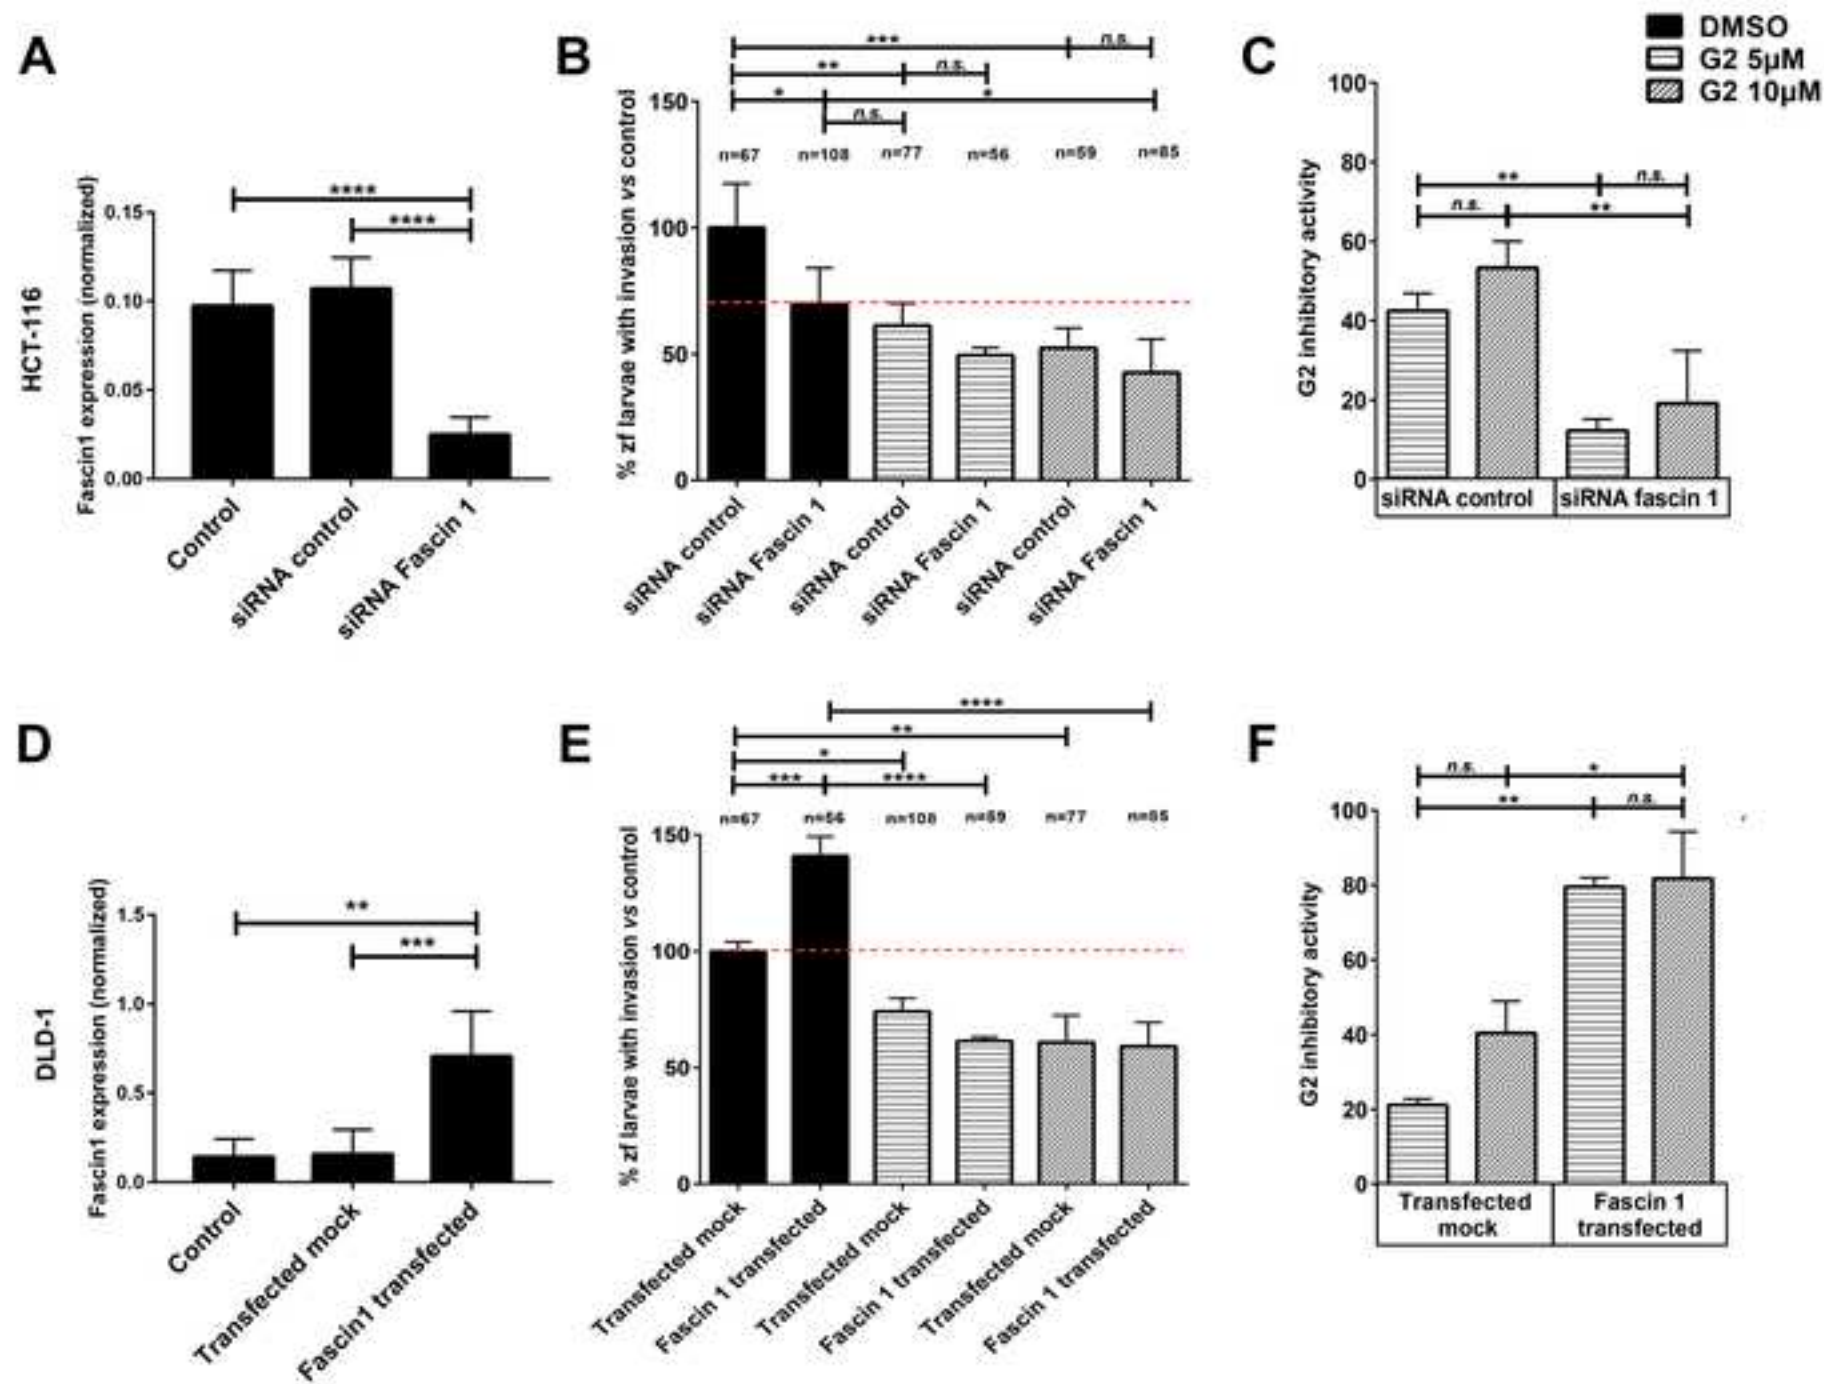 DMSO
G2 5µM
G2 10µM
A
HCT-116
Fascin1 expression (normalized)
****
****
0.15
0.10
0.05
0.00
Control
siRNA control
siRNA Fascin 1
B
% zf larvae with invasion vs control
***
n.s.
**
n.s.
*
*
n.s.
n=67
n=108
n=77
n=56
n=59
n=85
150
100
50
0
siRNA control
siRNA Fascin 1
siRNA control
siRNA Fascin 1
siRNA control
siRNA Fascin 1
C
G2 inhibitory activity
**
n.s.
n.s.
**
100
80
60
40
20
0
siRNA control
siRNA fascin 1
D
DLD-1
Fascin1 expression (normalized)
**
***
1.5
1.0
0.5
0.0
Control
Transfected mock
Fascin1 transfected
E
% zf larvae with invasion vs control
****
**
*
***
****
n=67
n=56
n=108
n=59
n=77
n=85
150
100
50
0
Transfected mock
Fascin 1 transfected
Transfected mock
Fascin 1 transfected
Transfected mock
Fascin 1 transfected
F
G2 inhibitory activity
n.s.
*
**
n.s.
100
80
60
40
20
0
Transfected
mock
Fascin 1
transfected